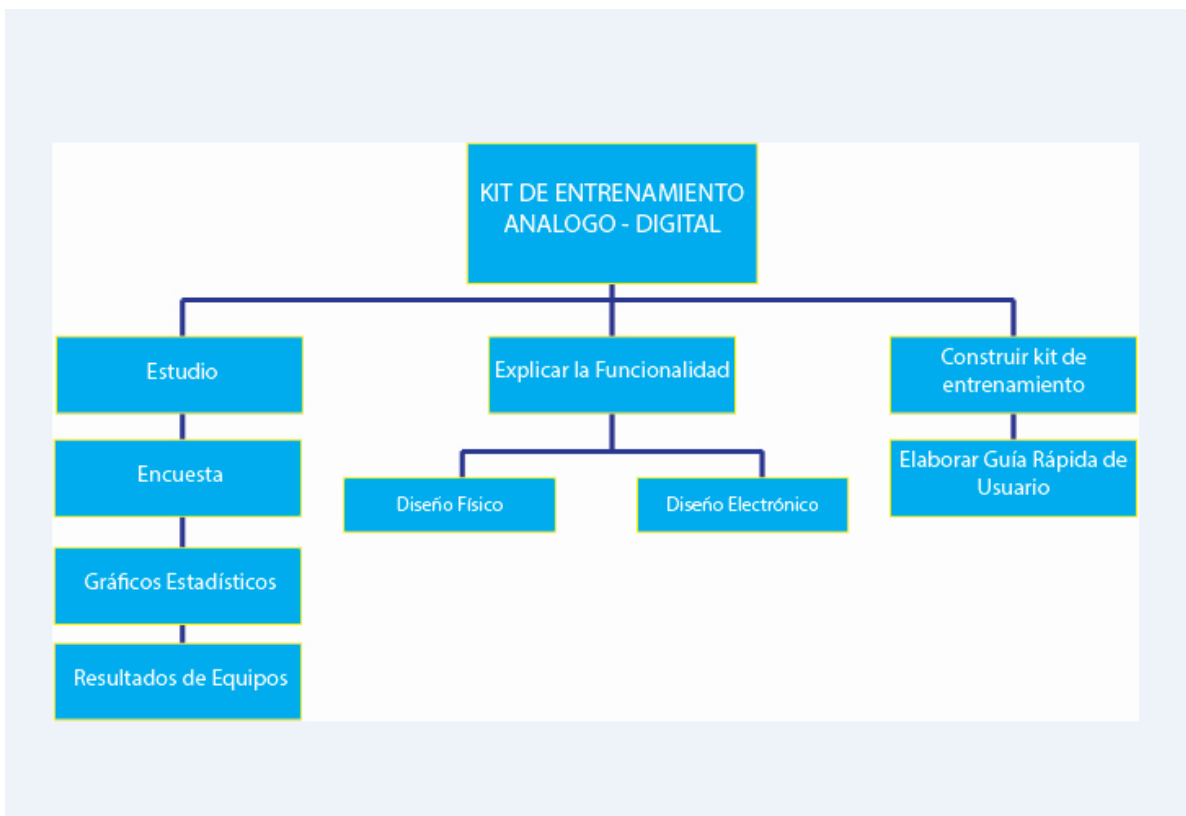 KIT DE ENTRENAMIENTO
ANALOGO - DIGITAL
Estudio
Explicar la Funcionalidad
Construir kit de
entrenamiento
Encuesta
Elaborar Guía Rápida de
Usuario
Diseño Físico
Diseño Electrónico
Gráficos Estadísticos
Resultados de Equipos